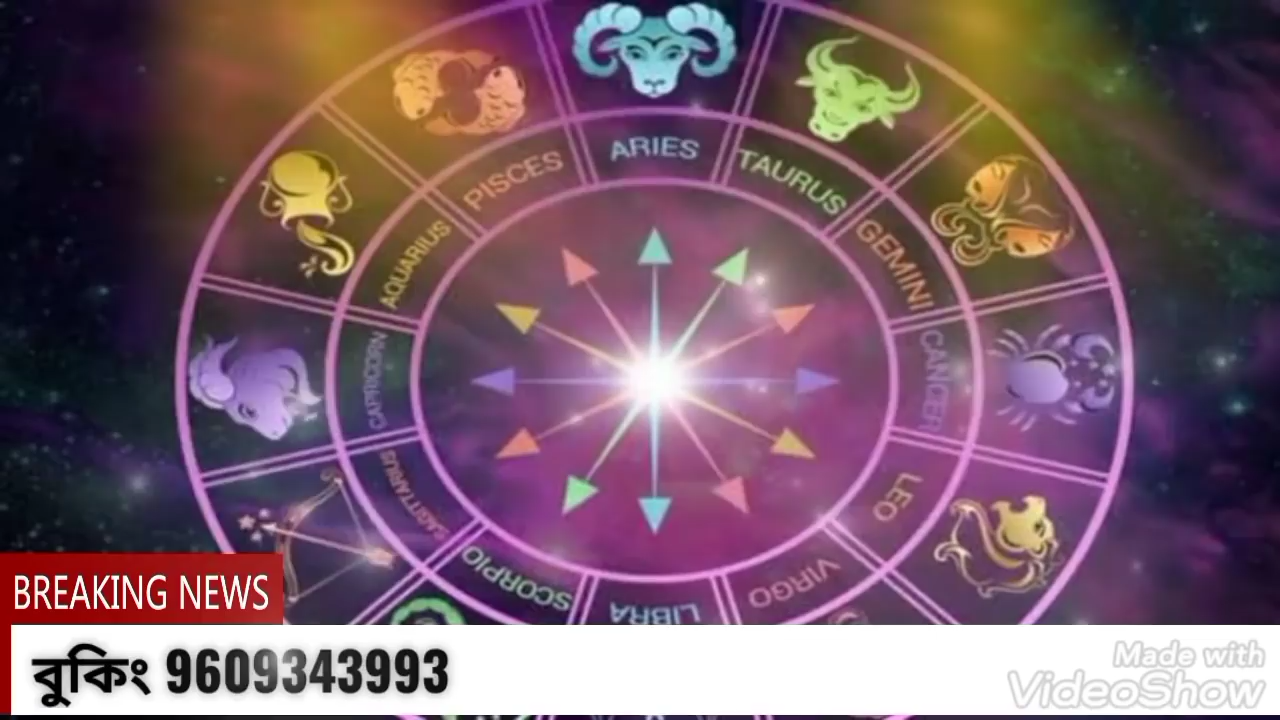 ARIES
TAURUS
GEMINI
CANCER
LEO
VIRGO
LIBRA
SCORPIO
SAGITTARIUS
CAPRICORN
AQUARIUS
PISCES
BREAKING NEWS
বুকিং 9609343993
Made with
VideoShow